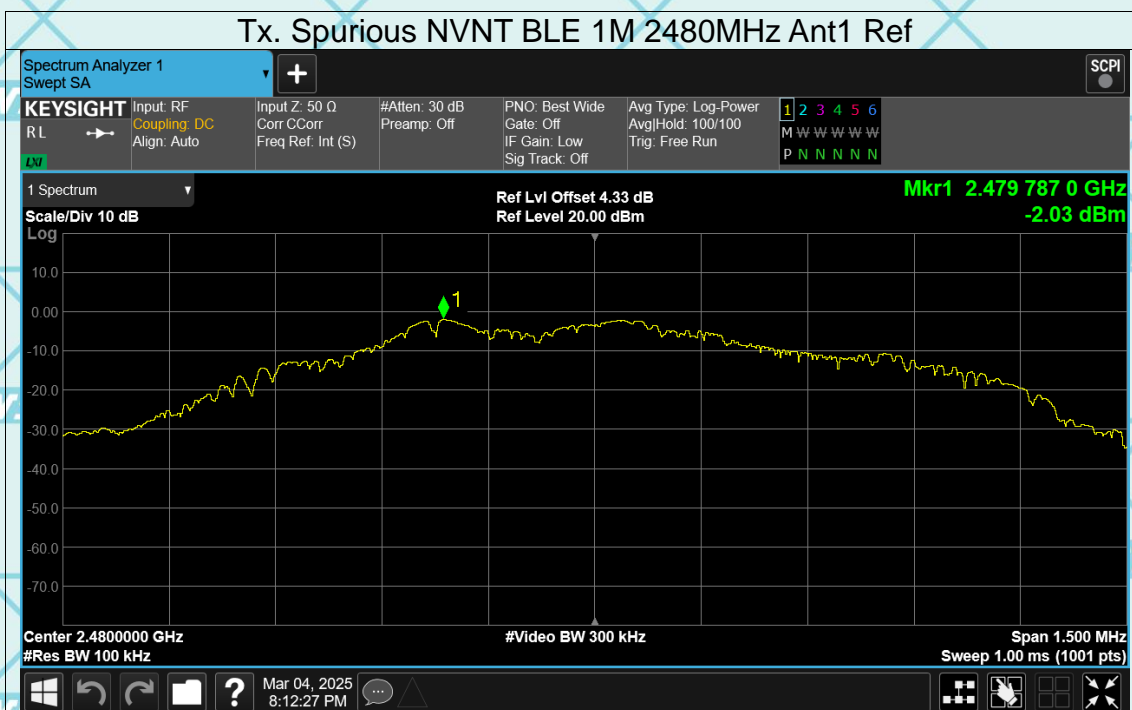 Tx. Spurious NVNT BLE 1M 2480MHz Ant1 Ref
Spectrum Analyzer 1
Swept SA
SCPI
KEYSIGHT
RL
LXI
Input: RF
Coupling: DC
Align: Auto
Input Z: 50 Ω
Corr CCorr
Freq Ref: Int (S)
#Atten: 30 dB
Preamp: Off
PNO: Best Wide
Gate: Off
IF Gain: Low
Sig Track: Off
Avg Type: Log-Power
Avg|Hold: 100/100
Trig: Free Run
1 2 3 4 5 6
M W W W W W
P N N N N N
1 Spectrum
Scale/Div 10 dB
Log
Ref Lvl Offset 4.33 dB
Ref Level 20.00 dBm
Mkr1 2.479 787 0 GHz
-2.03 dBm
1
10.0
0.00
-10.0
-20.0
-30.0
-40.0
-50.0
-60.0
-70.0
Center 2.4800000 GHz
#Res BW 100 kHz
#Video BW 300 kHz
Span 1.500 MHz
Sweep 1.00 ms (1001 pts)
?
Mar 04, 2025
8:12:27 PM